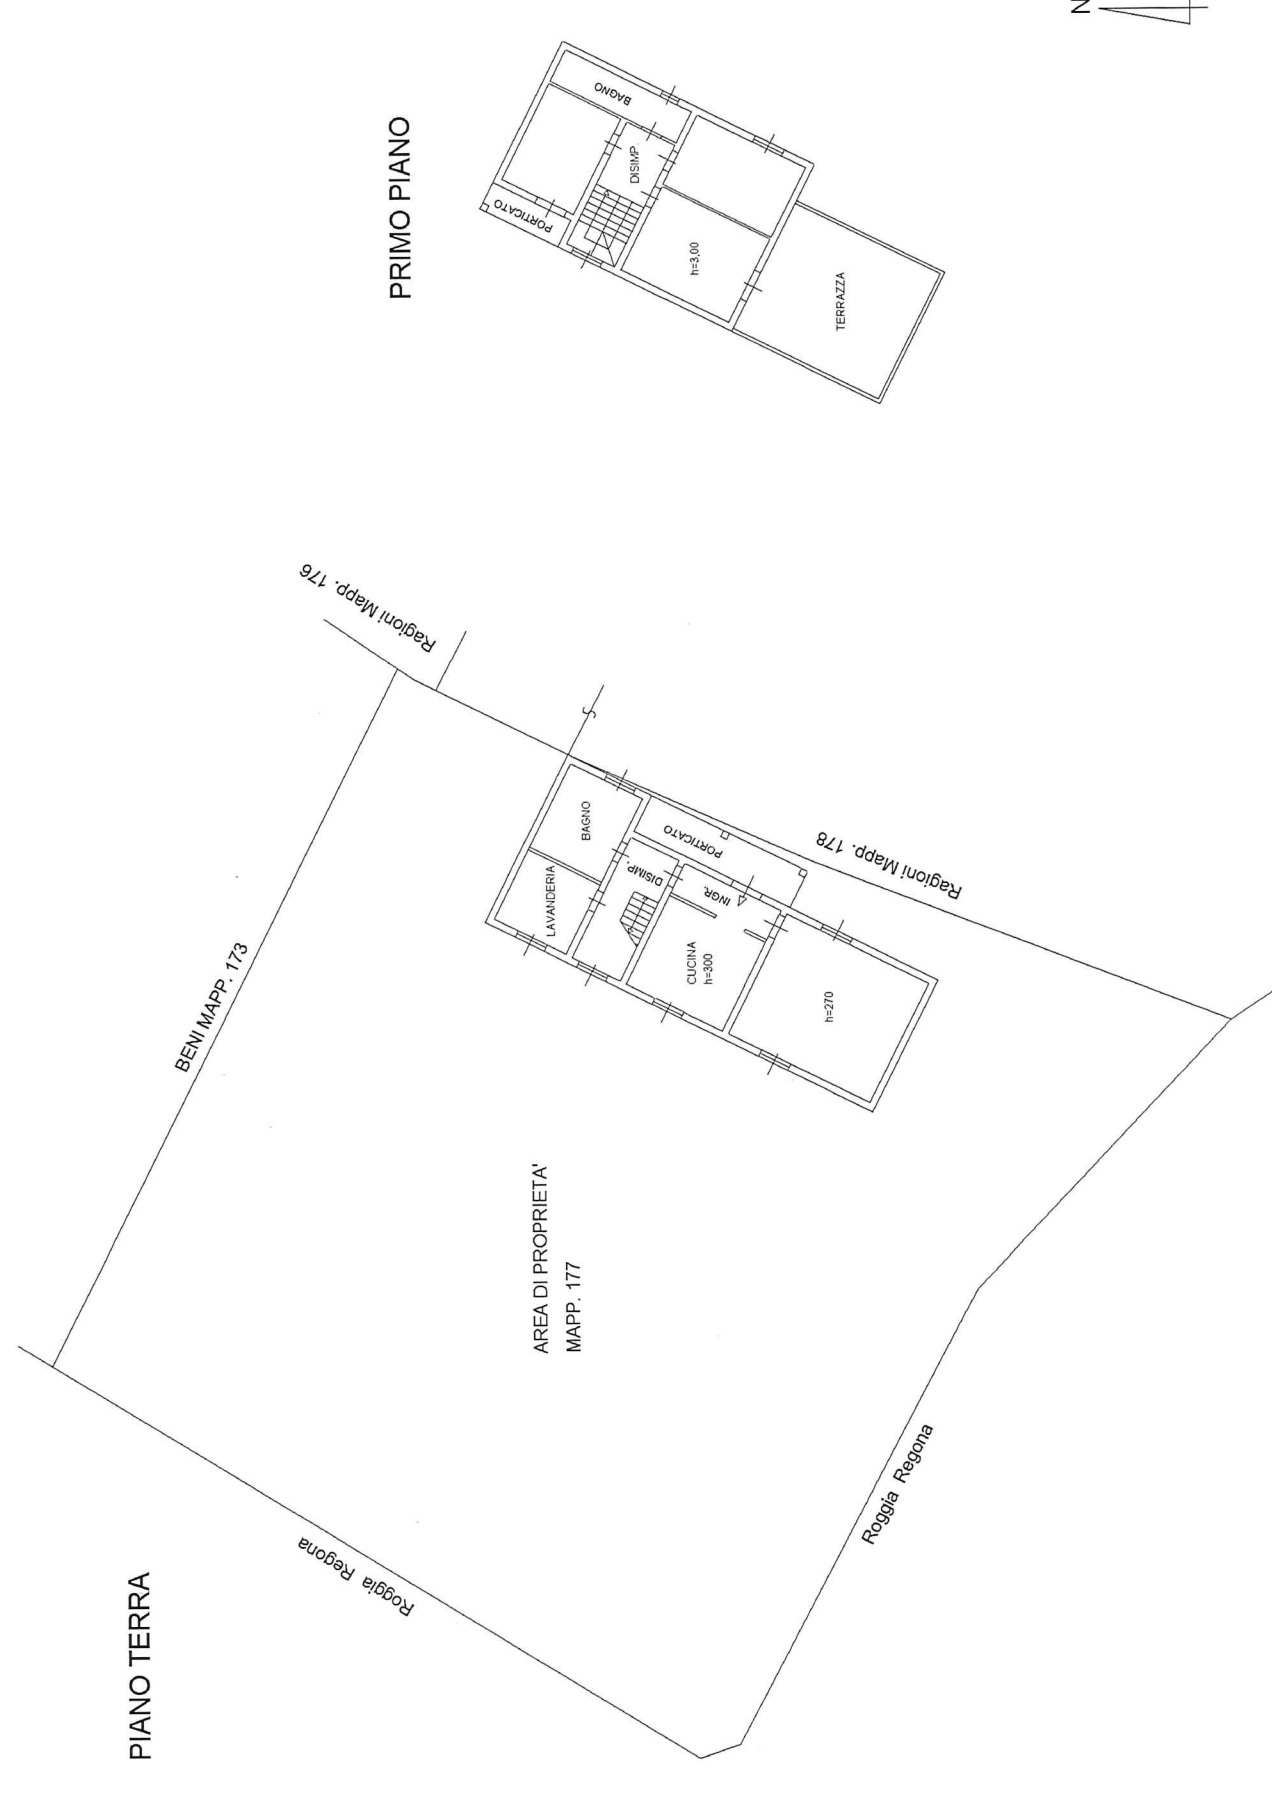 N
PRIMO PIANO
BAGNO
DISIMP.
PORTICATO
h=3,00
TERRAZZA
PIANO TERRA
Ragioni Mapp. 176
BENI MAPP. 173
BAGNO
LAVANDERIA
PORTICATO
DISIMP.
INGR.
CUCINA
h=300
h=270
Ragioni Mapp. 178
AREA DI PROPRIETA'
MAPP. 177
Roggia Regona
Roggia Regona